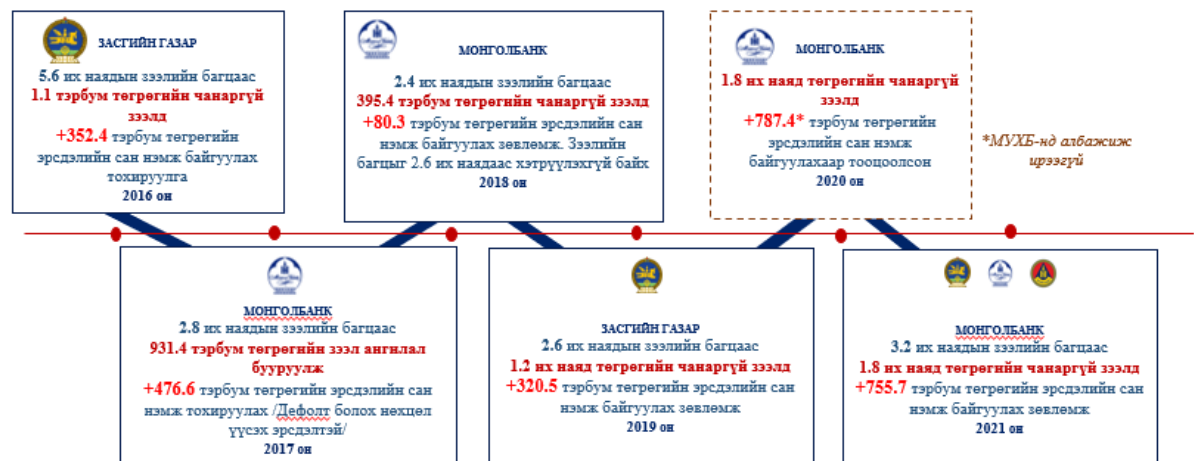 ЗАСГИЙН ГАЗАР
5.6 их наядын зээлийн багцаас
1.1 тэрбум төгрөгийн чанаргүй
зээлд
+352.4 тэрбум төгрөгийн
эрсдэлийн сан нэмж байгуулах
тохируулга
2016 он
МОНГОЛБАНК
2.4 их наядын зээлийн багцаас
395.4 тэрбум төгрөгийн чанаргүй зээлд
+80.3 тэрбум төгрөгийн эрсдэлийн сан
нэмж байгуулах зөвлөмж. Зээлийн
багцыг 2.6 их наядаас хэтрүүлэхгүй байх
2018 он
МОНГОЛБАНК
1.8 их наяд төгрөгийн чанаргүй
зээлд
+787.4* тэрбум төгрөгийн
эрсдэлийн сан нэмж
байгуулахаар тооцоолсон
2020 он
*МУХБ-нд албажиж
ирээгүй
МОНГОЛБАНК
2.8 их наядын зээлийн багцаас
931.4 тэрбум төгрөгийн зээл ангилал
бууруулж
+476.6 тэрбум төгрөгийн эрсдэлийн сан
нэмж тохируулах /Дефолт болох нөхцөл
үүсэх эрсдэлтэй/
2017 он
ЗАСГИЙН ГАЗАР
2.6 их наядын зээлийн багцаас
1.2 их наяд төгрөгийн чанаргүй зээлд
+320.5 тэрбум төгрөгийн эрсдэлийн сан
нэмж байгуулах зөвлөмж
2019 он
МОНГОЛБАНК
3.2 их наядын зээлийн багцаас
1.8 их наяд төгрөгийн чанаргүй зээлд
+755.7 тэрбум төгрөгийн эрсдэлийн сан
нэмж байгуулах зөвлөмж
2021 он